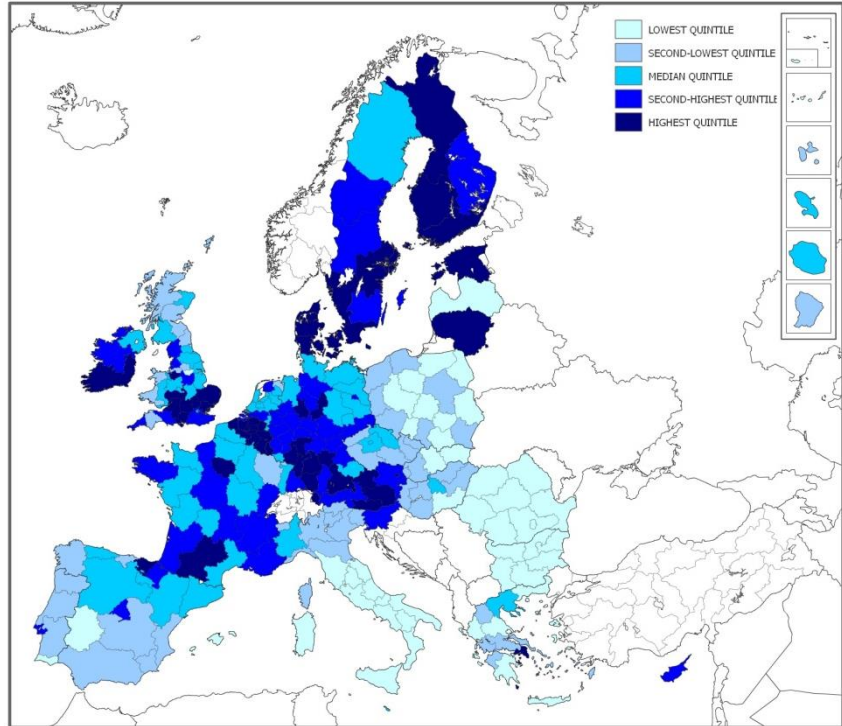 LOWEST QUINTILE
SECOND-LOWEST QUINTILE
MEDIAN QUINTILE
SECOND-HIGHEST QUINTILE
HIGHEST QUINTILE